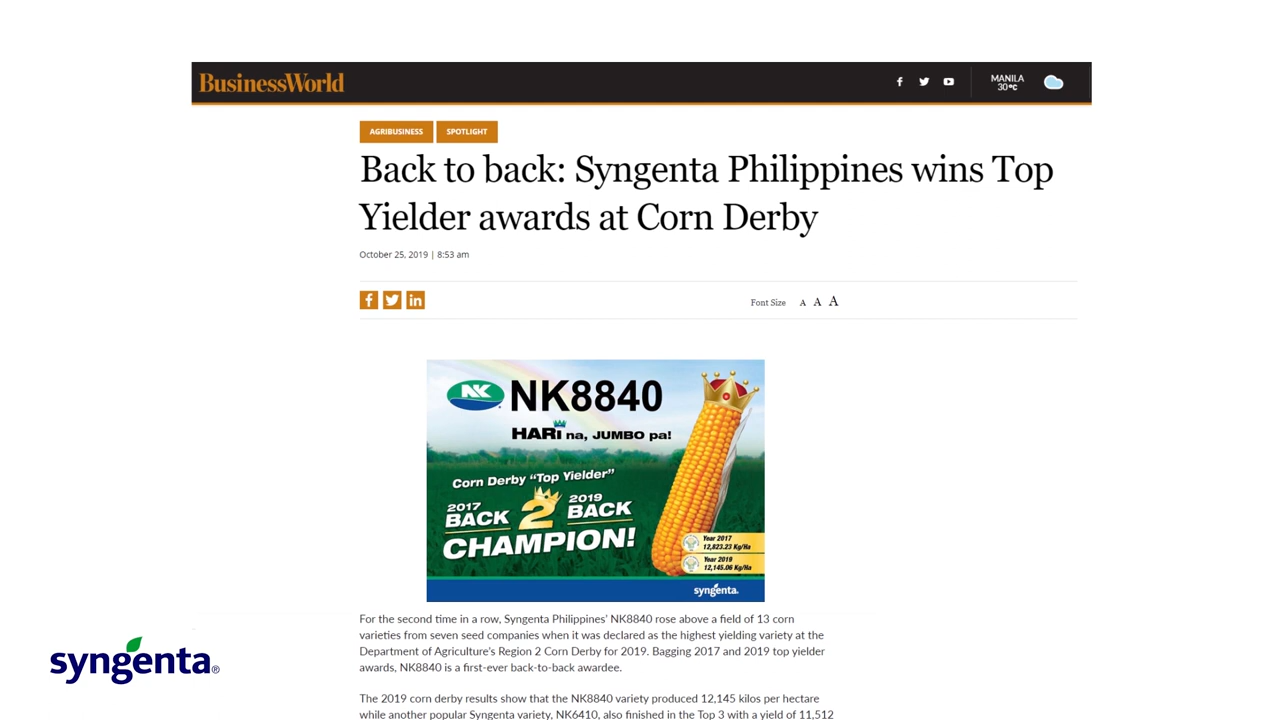 BusinessWorld
MANILA
30°C
AGRIBUSINESS SPOTLIGHT
Back to back: Syngenta Philippines wins Top
Yielder awards at Corn Derby
October 25, 2019 | 8:53 am
Font Size A A A
NK NK8840
HARi na, JUMBO pa!
Corn Derby “Top Yielder”
2017 2019
BACK 2 BACK
CHAMPION!
Year 2017
12,823.23 Kg/Ha
Year 2019
12,145.06 Kg/Ha
syngenta.
For the second time in a row, Syngenta Philippines’ NK8840 rose above a field of 13 corn
varieties from seven seed companies when it was declared as the highest yielding variety at the
Department of Agriculture’s Region 2 Corn Derby for 2019. Bagging 2017 and 2019 top yielder
awards, NK8840 is a first-ever back-to-back awardee.
The 2019 corn derby results show that the NK8840 variety produced 12,145 kilos per hectare
while another popular Syngenta variety, NK6410, also finished in the Top 3 with a yield of 11,512
syngenta®